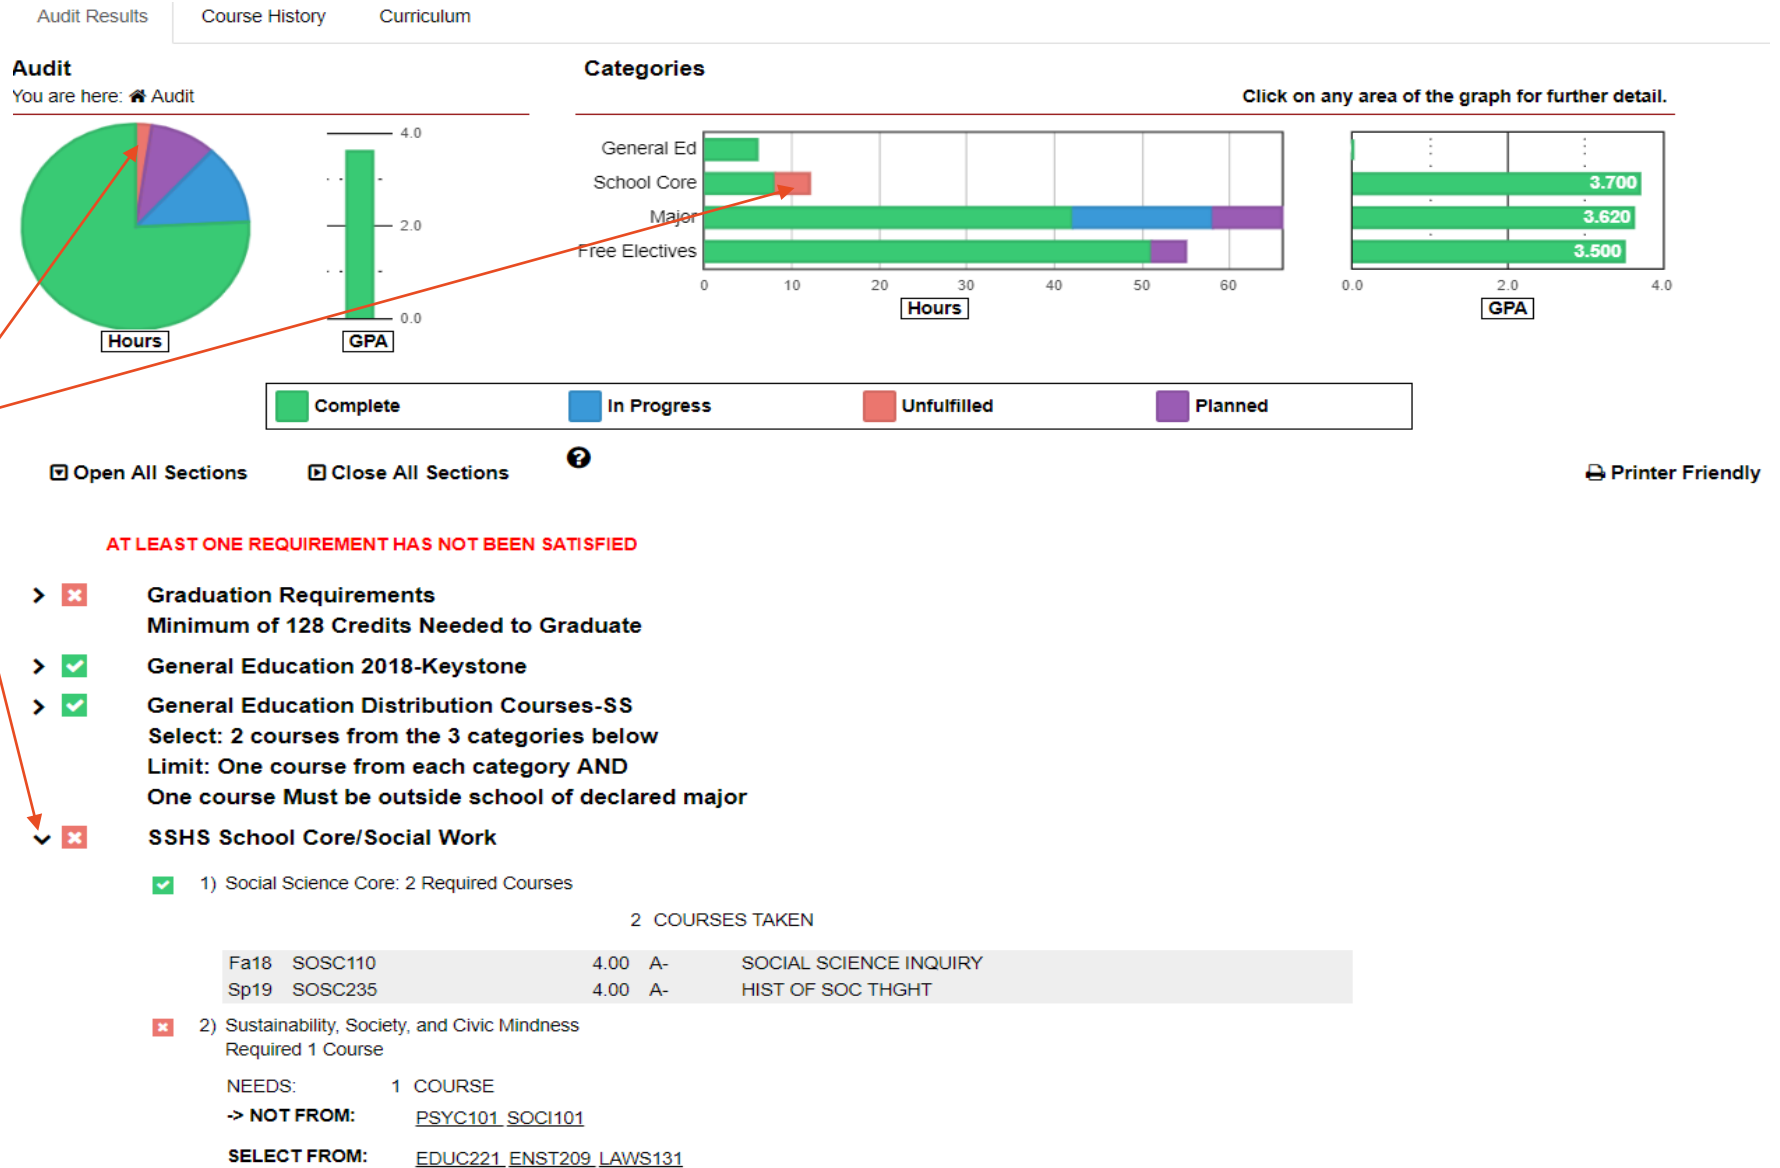 Audit Results Course History Curriculum
Audit
You are here: Audit
Categories
Click on any area of the graph for further detail.
4.0
2.0
0.0
Hours
GPA
General Ed
School Core
Major
Free Electives
0 10 20 30 40 50 60
Hours
3.700
3.620
3.500
0.0 2.0 4.0
GPA
Complete In Progress Unfulfilled Planned
Open All Sections Close All Sections ?
Printer Friendly
AT LEAST ONE REQUIREMENT HAS NOT BEEN SATISFIED
Graduation Requirements
Minimum of 128 Credits Needed to Graduate
General Education 2018-Keystone
General Education Distribution Courses-SS
Select: 2 courses from the 3 categories below
Limit: One course from each category AND
One course Must be outside school of declared major
SSHS School Core/Social Work
1) Social Science Core: 2 Required Courses
2 COURSES TAKEN
Fa18 SOSC110 4.00 A- SOCIAL SCIENCE INQUIRY
Sp19 SOSC235 4.00 A- HIST OF SOC THGHT
2) Sustainability, Society, and Civic Mindness
Required 1 Course
NEEDS: 1 COURSE
-> NOT FROM: PSYC101 SOCI101
SELECT FROM: EDUC221 ENST209 LAWS131